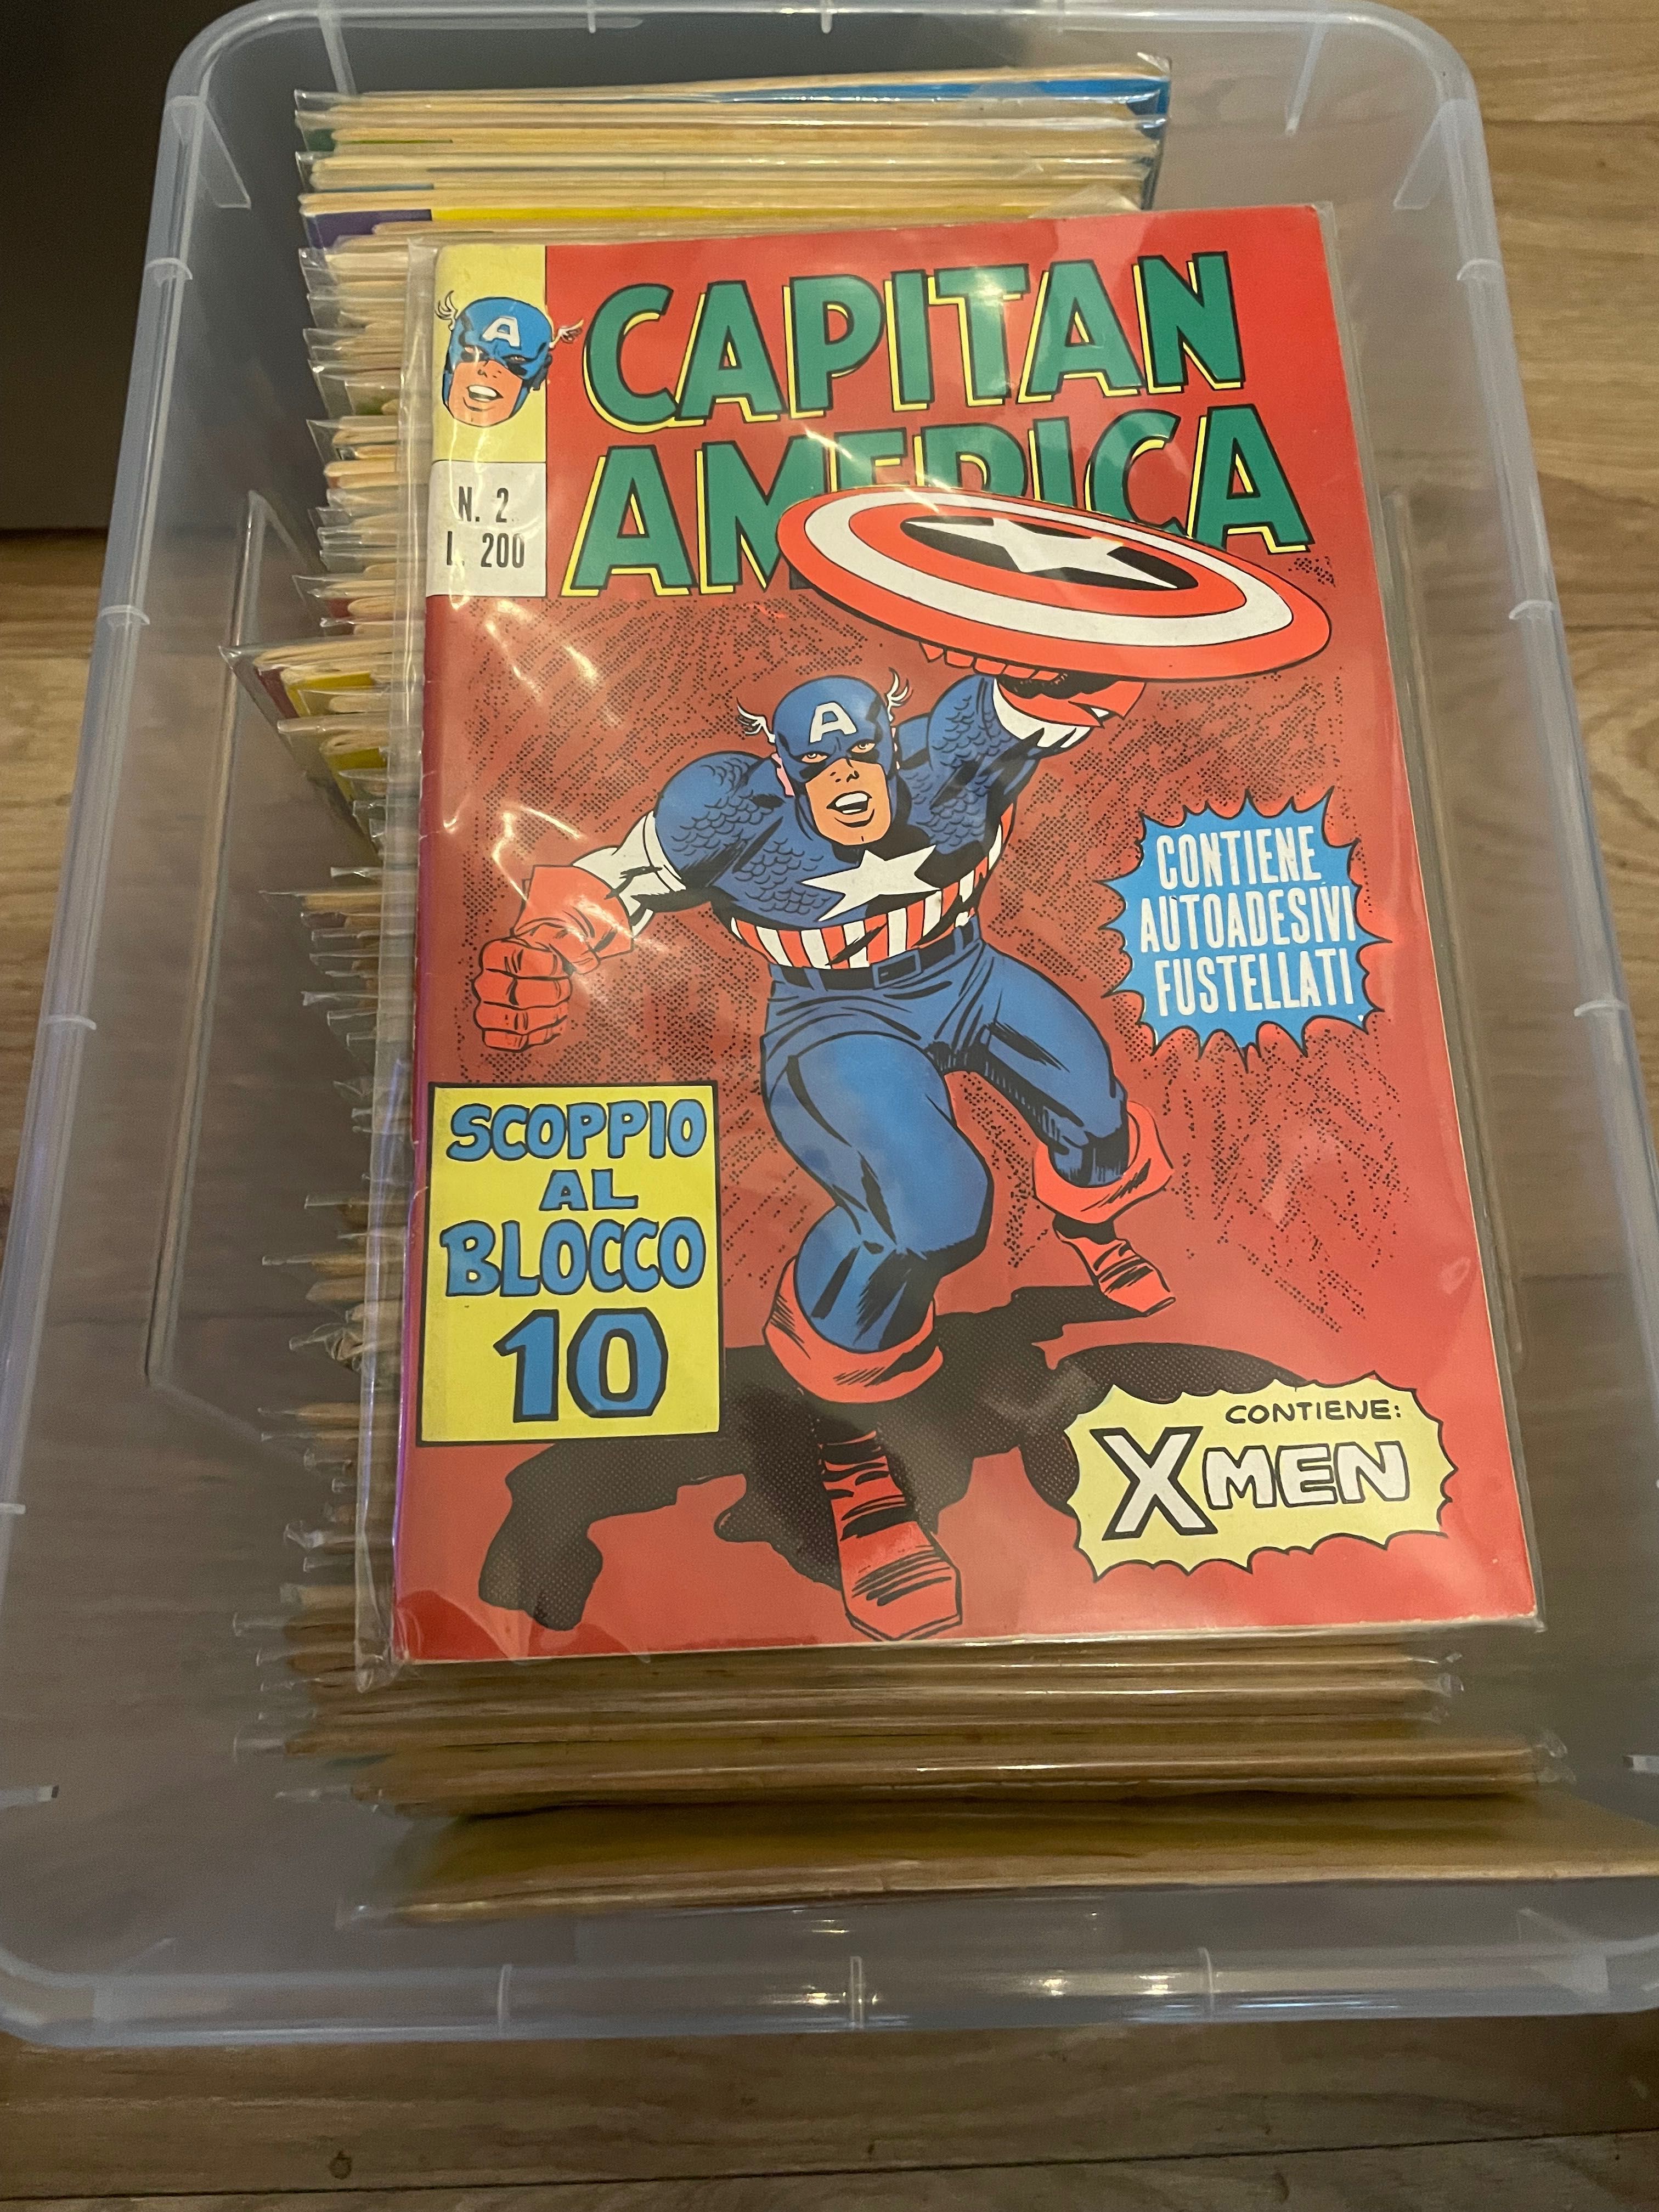 A
CAPITAN
AMERICA
N. 2
L. 200
A
CONTIENE
AUTOADESIVI
FUSTELLATI
SCOPPIO
AL
BLOCCO
10
CONTIENE:
XMEN